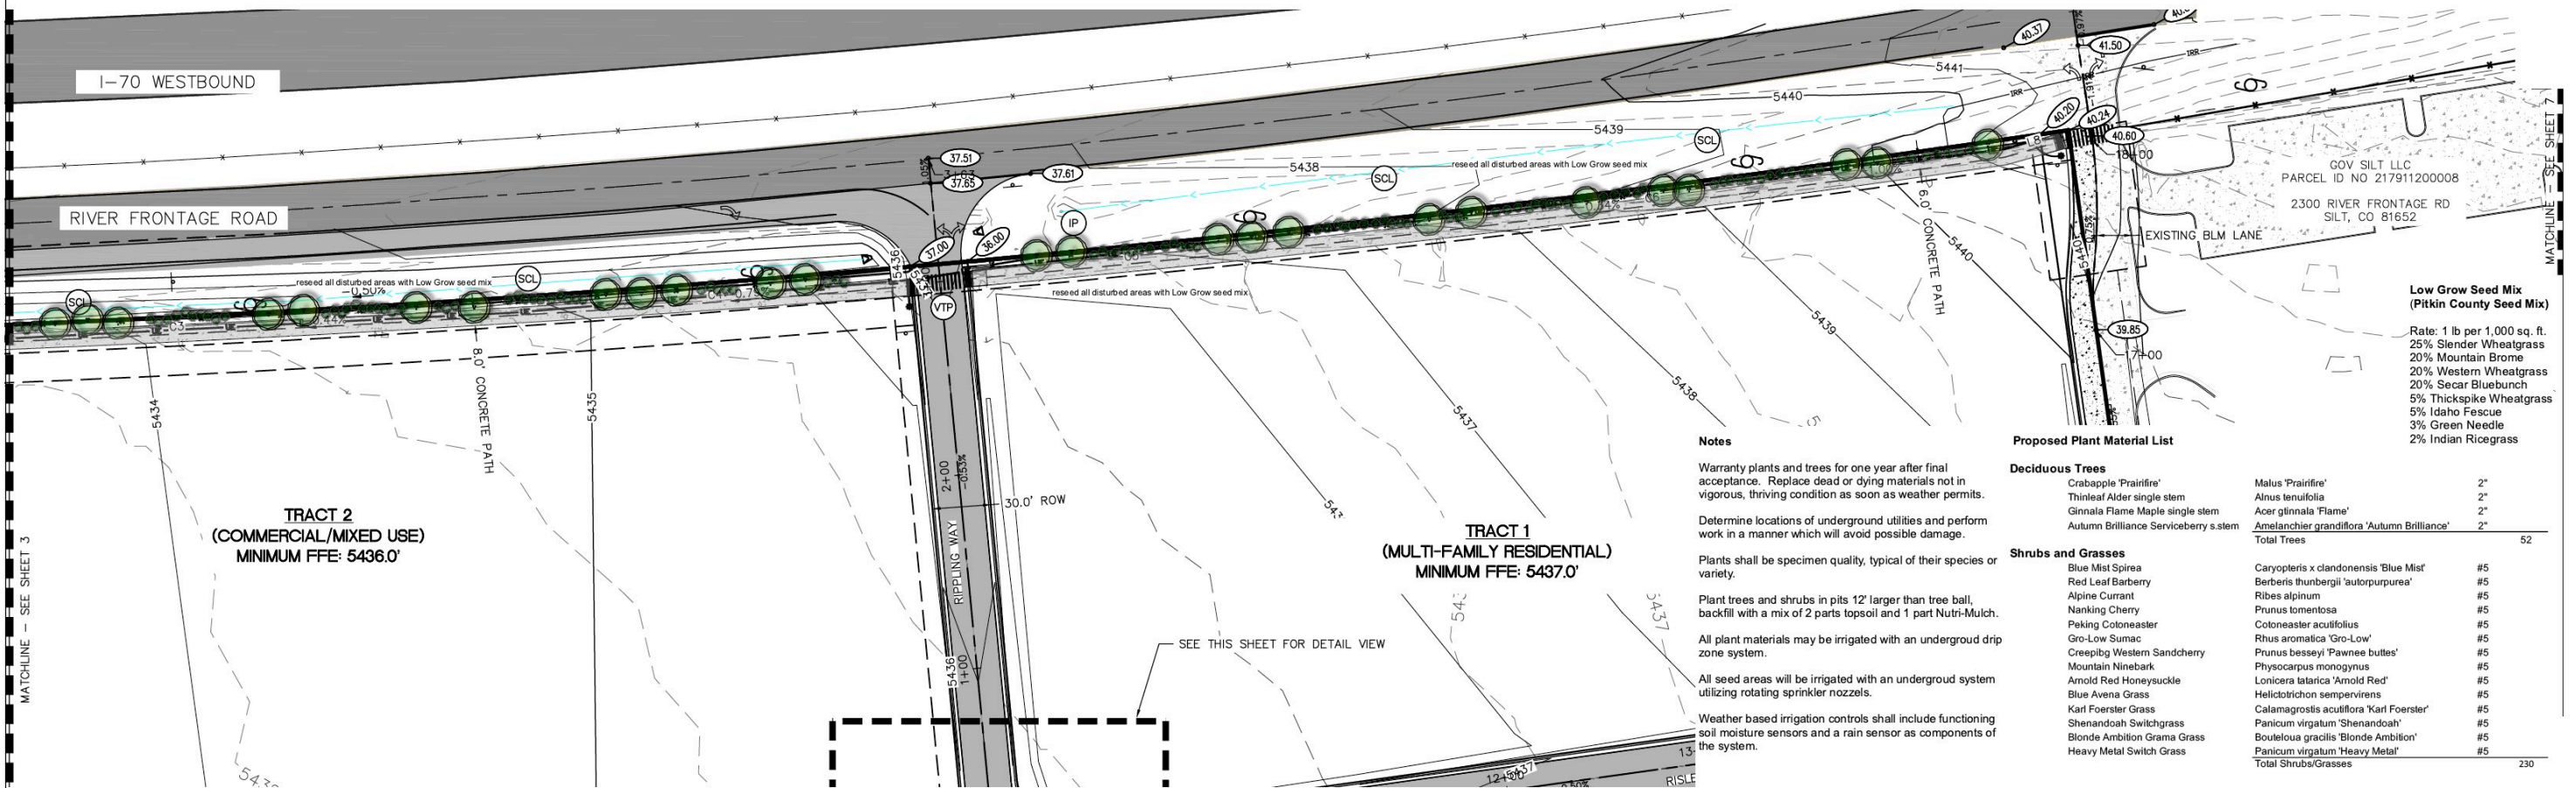 I-70 WESTBOUND
RIVER FRONTAGE ROAD
37.51
37.65
37.61
37.00
36.00
40.37
41.50
40.20
40.24
40.60
18+00
39.85
17+00
5441
5440
5439
5438
IRR
IRR
SCL
SCL
SCL
SCL
IP
VTP
reseed all disturbed areas with Low Grow seed mix
reseed all disturbed areas with Low Grow seed mix
reseed all disturbed areas with Low Grow seed mix
-0.50%
8.0' CONCRETE PATH
6.0' CONCRETE PATH
5434
5435
5436
5436
5437
5438
5439
5440
5437
5437
2+00
-0.53%
1+00
RIPPLING WAY
30.0' ROW
EXISTING BLM LANE
GOV SILT LLC
PARCEL ID NO 217911200008
2300 RIVER FRONTAGE RD
SILT, CO 81652
MATCHLINE - SEE SHEET 3
MATCHLINE - SEE SHEET 7
TRACT 2
(COMMERCIAL/MIXED USE)
MINIMUM FFE: 5436.0'
TRACT 1
(MULTI-FAMILY RESIDENTIAL)
MINIMUM FFE: 5437.0'
SEE THIS SHEET FOR DETAIL VIEW
12+00
Low Grow Seed Mix
(Pitkin County Seed Mix)
Rate: 1 lb per 1,000 sq. ft.
25% Slender Wheatgrass
20% Mountain Brome
20% Western Wheatgrass
20% Secar Bluebunch
5% Thickspike Wheatgrass
5% Idaho Fescue
3% Green Needle
2% Indian Ricegrass
Notes
Warranty plants and trees for one year after final
acceptance. Replace dead or dying materials not in
vigorous, thriving condition as soon as weather permits.
Determine locations of underground utilities and perform
work in a manner which will avoid possible damage.
Plants shall be specimen quality, typical of their species or
variety.
Plant trees and shrubs in pits 12' larger than tree ball,
backfill with a mix of 2 parts topsoil and 1 part Nutri-Mulch.
All plant materials may be irrigated with an undergroud drip
zone system.
All seed areas will be irrigated with an undergroud system
utilizing rotating sprinkler nozzels.
Weather based irrigation controls shall include functioning
soil moisture sensors and a rain sensor as components of
the system.
Proposed Plant Material List
Deciduous Trees
Crabapple 'Prairifire' Malus 'Prairifire' 2"
Thinleaf Alder single stem Alnus tenuifolia 2"
Ginnala Flame Maple single stem Acer gtinnala 'Flame' 2"
Autumn Brilliance Serviceberry s.stem Amelanchier grandiflora 'Autumn Brilliance' 2"
Total Trees 52
Shrubs and Grasses
Blue Mist Spirea Caryopteris x clandonensis 'Blue Mist' #5
Red Leaf Barberry Berberis thunbergii 'autorpurpurea' #5
Alpine Currant Ribes alpinum #5
Nanking Cherry Prunus tomentosa #5
Peking Cotoneaster Cotoneaster acutifolius #5
Gro-Low Sumac Rhus aromatica 'Gro-Low' #5
Creepibg Western Sandcherry Prunus besseyi 'Pawnee buttes' #5
Mountain Ninebark Physocarpus monogynus #5
Arnold Red Honeysuckle Lonicera tatarica 'Arnold Red' #5
Blue Avena Grass Helictotrichon sempervirens #5
Karl Foerster Grass Calamagrostis acutiflora 'Karl Foerster' #5
Shenandoah Switchgrass Panicum virgatum 'Shenandoah' #5
Blonde Ambition Grama Grass Bouteloua gracilis 'Blonde Ambition' #5
Heavy Metal Switch Grass Panicum virgatum 'Heavy Metal' #5
Total Shrubs/Grasses 230